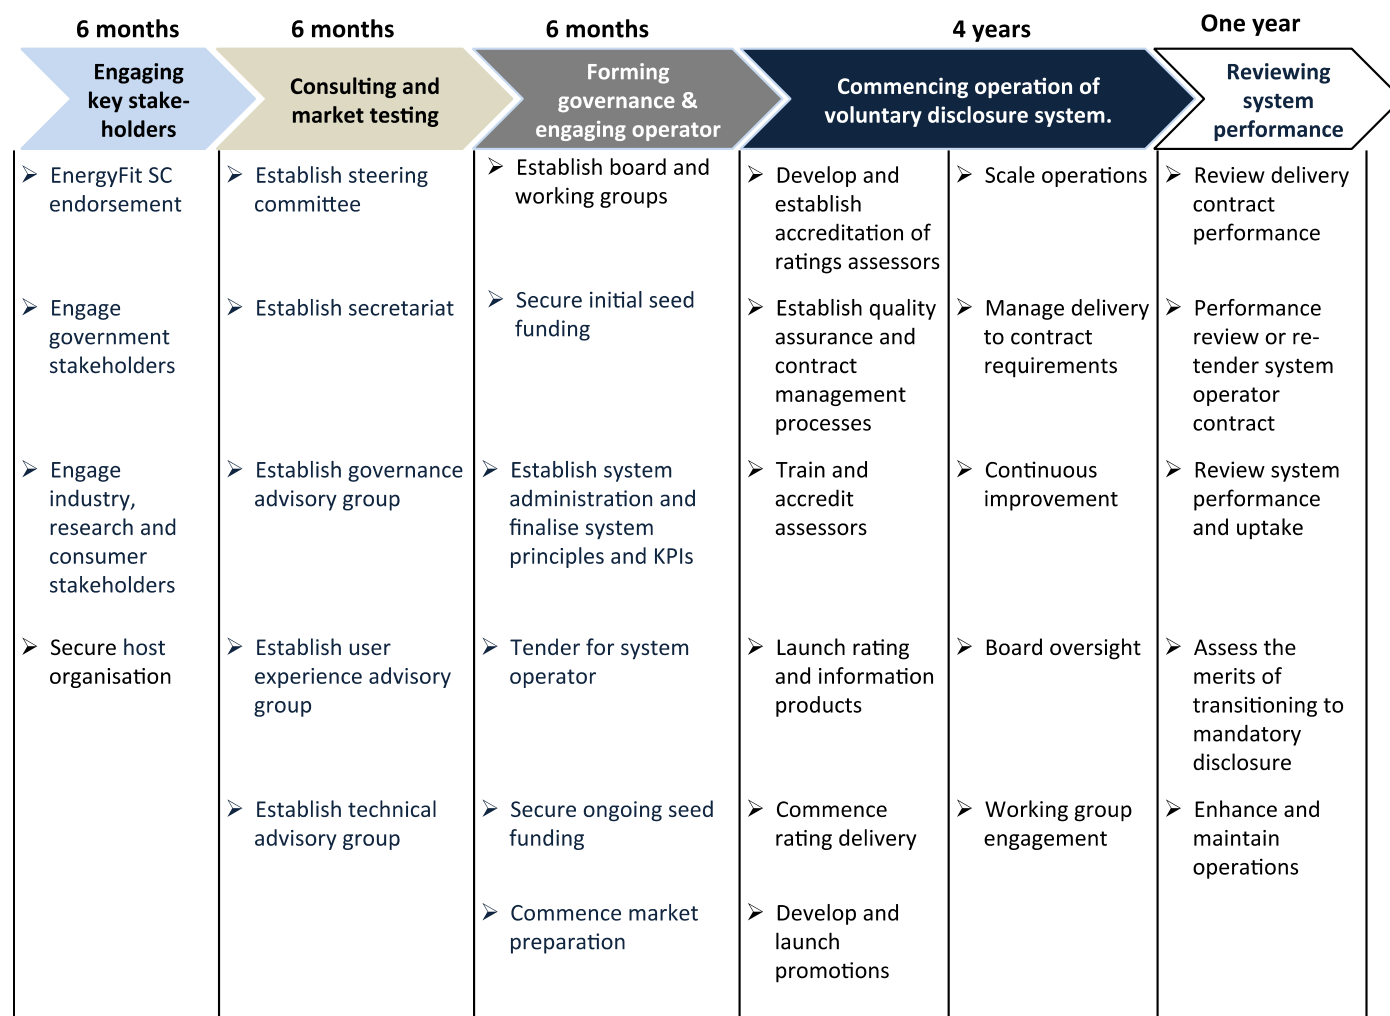 6 months
6 months
6 months
4 years
One year
Engaging
key stake-
holders
Consulting and
market testing
Forming
governance &
engaging operator
Commencing operation of
voluntary disclosure system.
Reviewing
system
performance
EnergyFit SC
endorsement
Engage
government
stakeholders
Engage
industry,
research and
consumer
stakeholders
Secure host
organisation
Establish steering
committee
Establish secretariat
Establish governance
advisory group
Establish user
experience advisory
group
Establish technical
advisory group
Establish board and
working groups
Secure initial seed
funding
Establish system
administration and
finalise system
principles and KPIs
Tender for system
operator
Secure ongoing seed
funding
Commence market
preparation
Develop and
establish
accreditation of
ratings assessors
Establish quality
assurance and
contract
management
processes
Train and
accredit
assessors
Launch rating
and information
products
Commence
rating delivery
Develop and
launch
promotions
Scale operations
Manage delivery
to contract
requirements
Continuous
improvement
Board oversight
Working group
engagement
Review delivery
contract
performance
Performance
review or re-
tender system
operator
contract
Review system
performance
and uptake
Assess the
merits of
transitioning to
mandatory
disclosure
Enhance and
maintain
operations